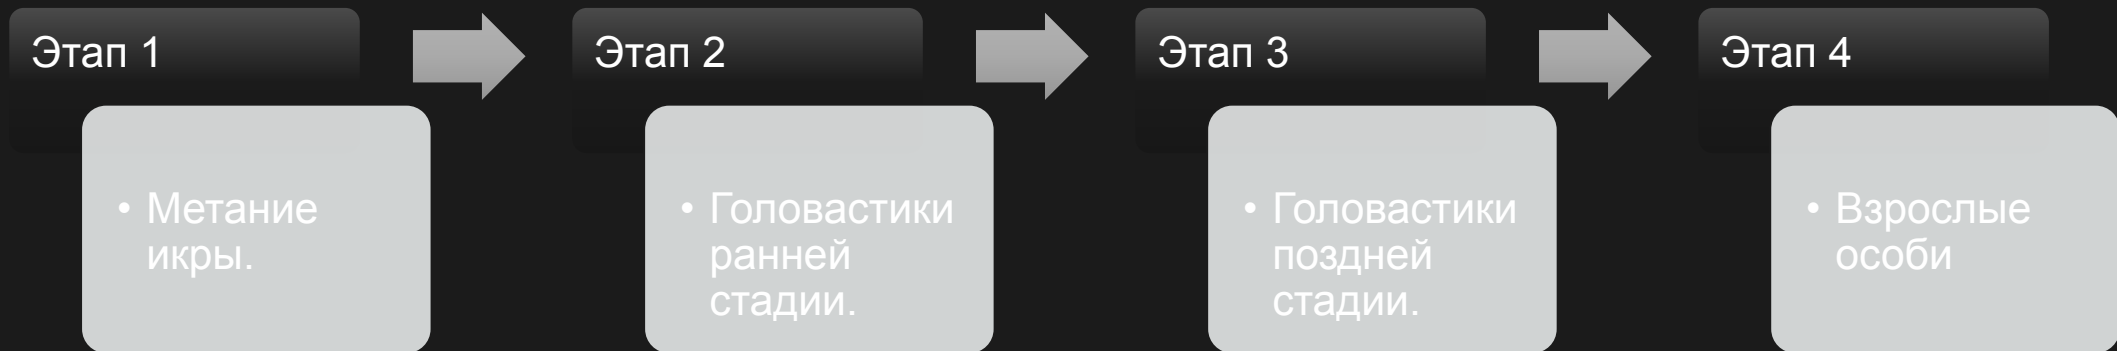 Этап 1
• Метание
икры.
Этап 2
• Головастики
ранней
стадии.
Этап 3
• Головастики
поздней
стадии.
Этап 4
• Взрослые
особи